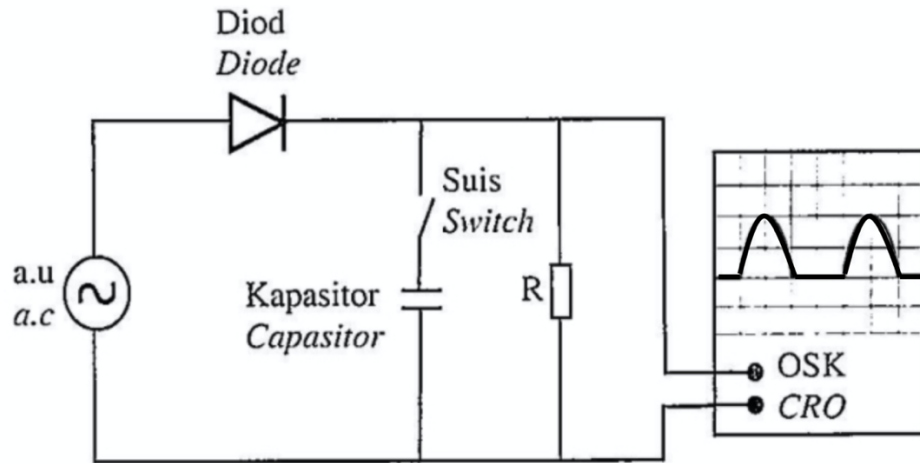 Diod
Diode
Suis
Switch
a.u
a.c
Kapasitor
Capasitor
R
OSK
CRO